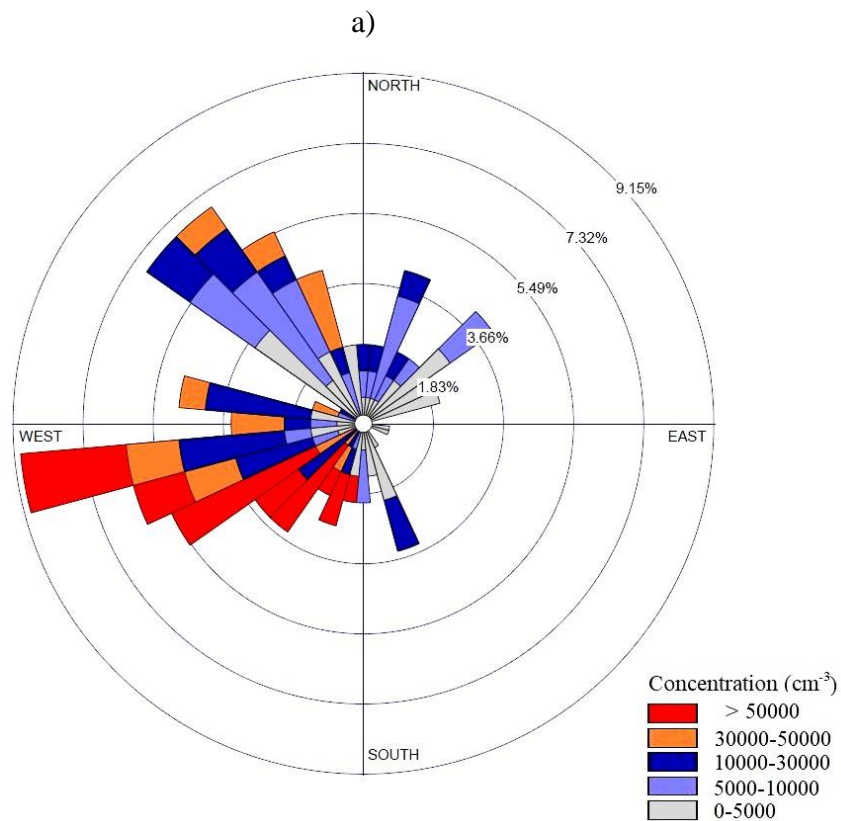 a)
NORTH
9.15%
7.32%
5.49%
3.66%
1.83%
WEST
EAST
SOUTH
Concentration (cm-3)
> 50000
30000-50000
10000-30000
5000-10000
0-5000